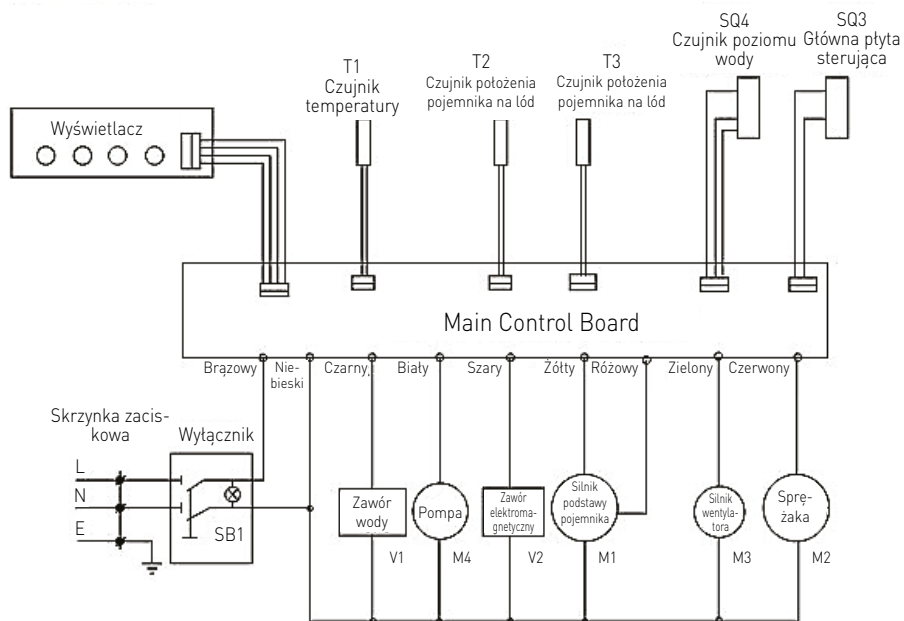 SQ4
Czujnik poziomu
wody
SQ3
Główna płyta
sterująca
T1
Czujnik
temperatury
T2
Czujnik położenia
pojemnika na lód
T3
Czujnik położenia
pojemnika na lód
Wyświetlacz
Main Control Board
Brązowy
Nie-
bieski
Czarny
Biały
Szary
Żółty
Różowy
Zielony
Czerwony
Skrzynka zacis-
kowa
Wyłącznik
L
N
E
SB1
Zawór
wody
V1
Pompa
M4
Zawór
elektroma-
gnetyczny
V2
Silnik
podstawy
pojemnika
M1
Silnik
wentyla-
tora
M3
Sprę-
żaka
M2